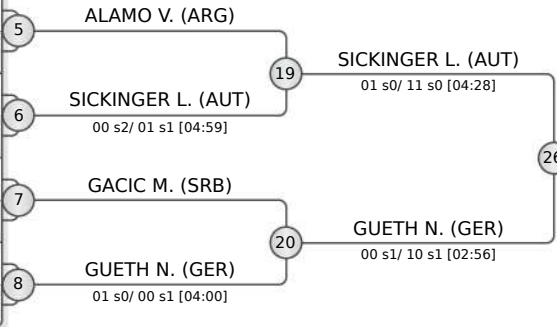 ALAMO V. (ARG)
5
19
SICKINGER L. (AUT)
01 s0/ 11 s0 [04:28]
SICKINGER L. (AUT)
6
00 s2/ 01 s1 [04:59]
26
GACIC M. (SRB)
7
20
GUETH N. (GER)
00 s1/ 10 s1 [02:56]
GUETH N. (GER)
8
01 s0/ 00 s1 [04:00]